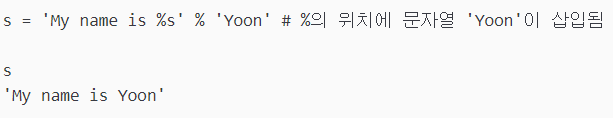 s = 'My name is %s' % 'Yoon' # %의 위치에 문자열 'Yoon'이 삽입됨
s
'My name is Yoon'